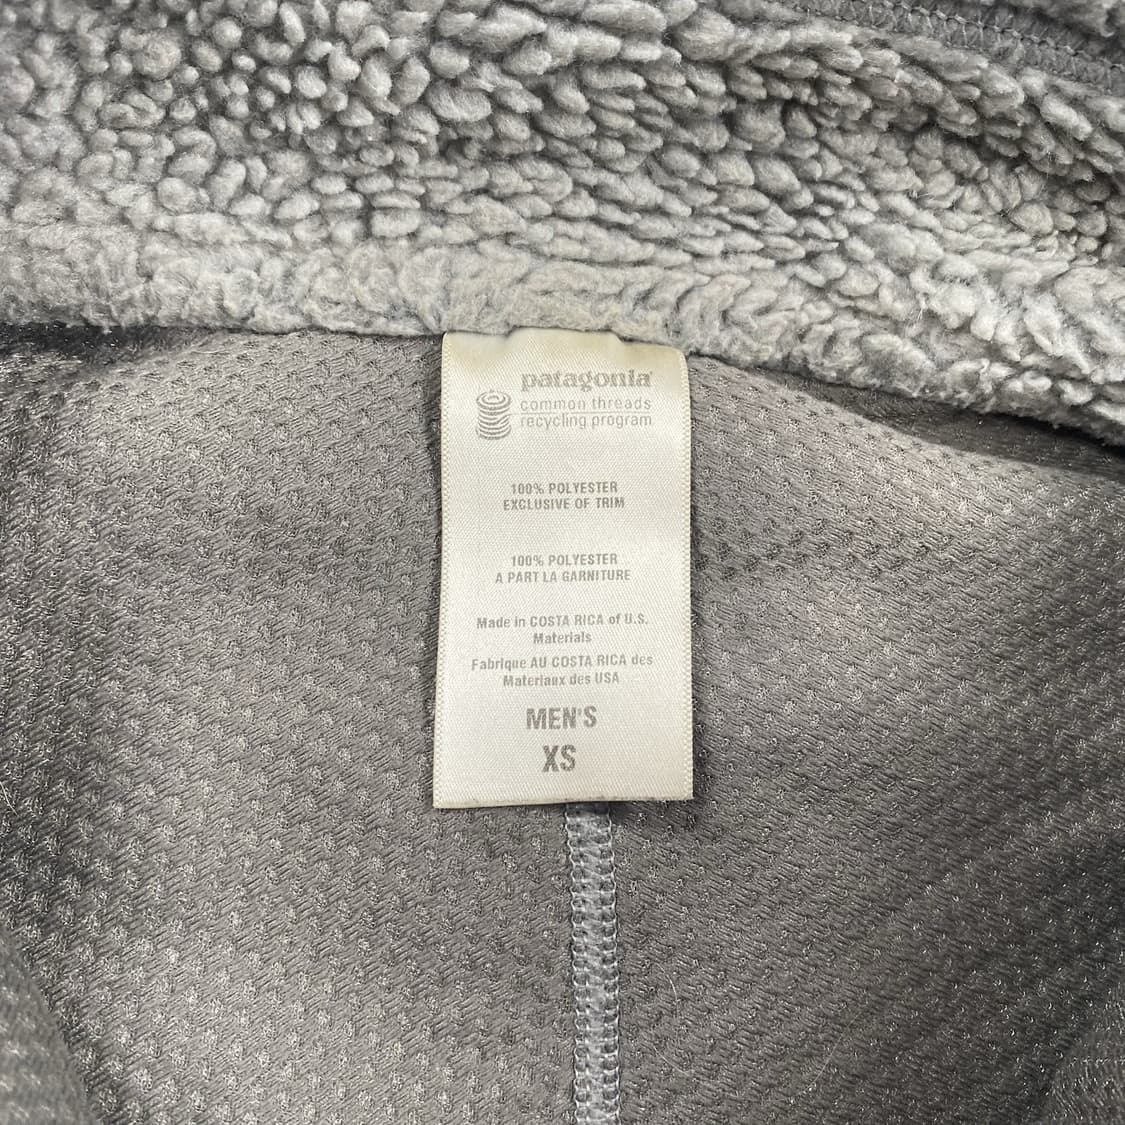 patagonia®
common threads
recycling program
100% POLYESTER
EXCLUSIVE OF TRIM
100% POLYESTER
A PART LA GARNITURE
Made in COSTA RICA of U.S.
Materials
Fabrique AU COSTA RICA des
Materiaux des USA
MEN'S
XS